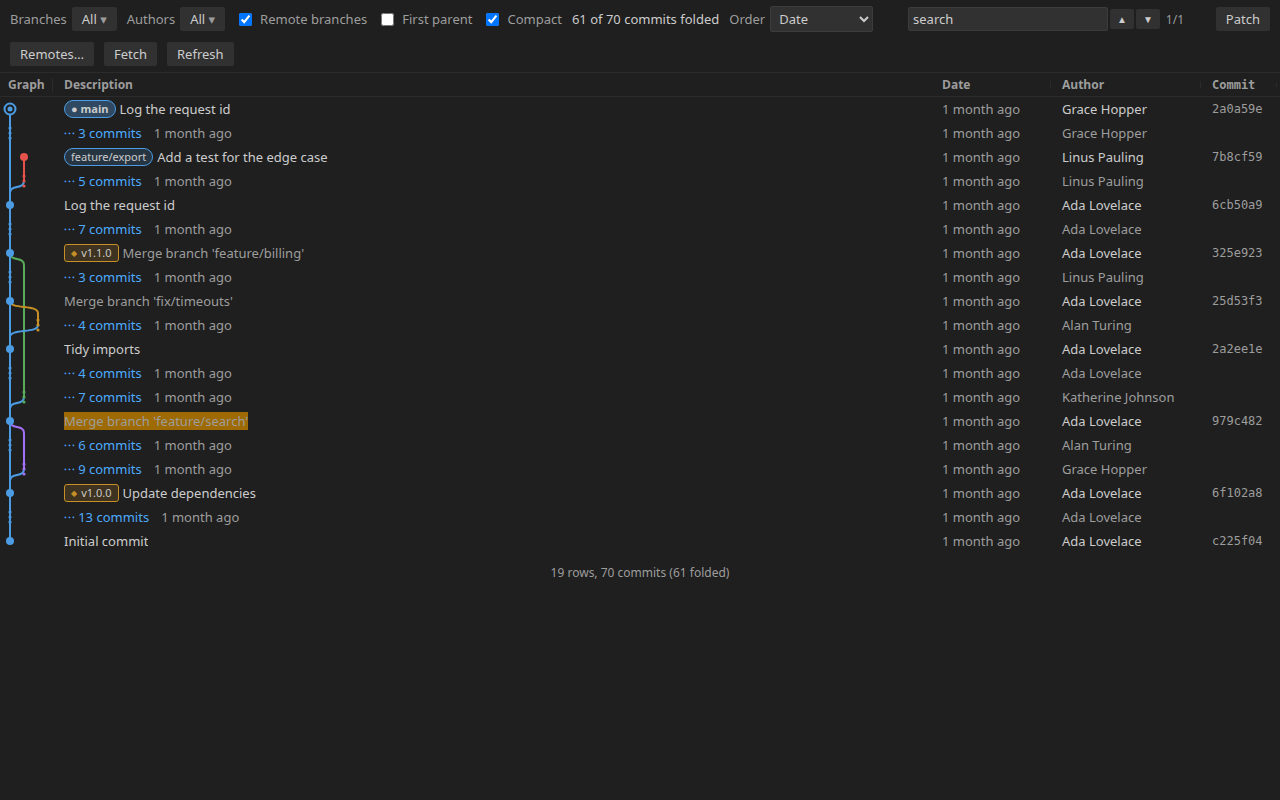 Branches All ▾ Authors All ▾ Remote branches First parent Compact 61 of 70 commits folded Order Date search ▲ ▼ 1/1 Patch
Remotes... Fetch Refresh
Graph Description Date Author Commit
● main Log the request id 1 month ago Grace Hopper 2a0a59e
··· 3 commits 1 month ago 1 month ago Grace Hopper
feature/export Add a test for the edge case 1 month ago Linus Pauling 7b8cf59
··· 5 commits 1 month ago 1 month ago Linus Pauling
Log the request id 1 month ago Ada Lovelace 6cb50a9
··· 7 commits 1 month ago 1 month ago Ada Lovelace
◆ v1.1.0 Merge branch 'feature/billing' 1 month ago Ada Lovelace 325e923
··· 3 commits 1 month ago 1 month ago Linus Pauling
Merge branch 'fix/timeouts' 1 month ago Ada Lovelace 25d53f3
··· 4 commits 1 month ago 1 month ago Alan Turing
Tidy imports 1 month ago Ada Lovelace 2a2ee1e
··· 4 commits 1 month ago 1 month ago Ada Lovelace
··· 7 commits 1 month ago 1 month ago Katherine Johnson
Merge branch 'feature/search' 1 month ago Ada Lovelace 979c482
··· 6 commits 1 month ago 1 month ago Alan Turing
··· 9 commits 1 month ago 1 month ago Grace Hopper
◆ v1.0.0 Update dependencies 1 month ago Ada Lovelace 6f102a8
··· 13 commits 1 month ago 1 month ago Ada Lovelace
Initial commit 1 month ago Ada Lovelace c225f04
19 rows, 70 commits (61 folded)